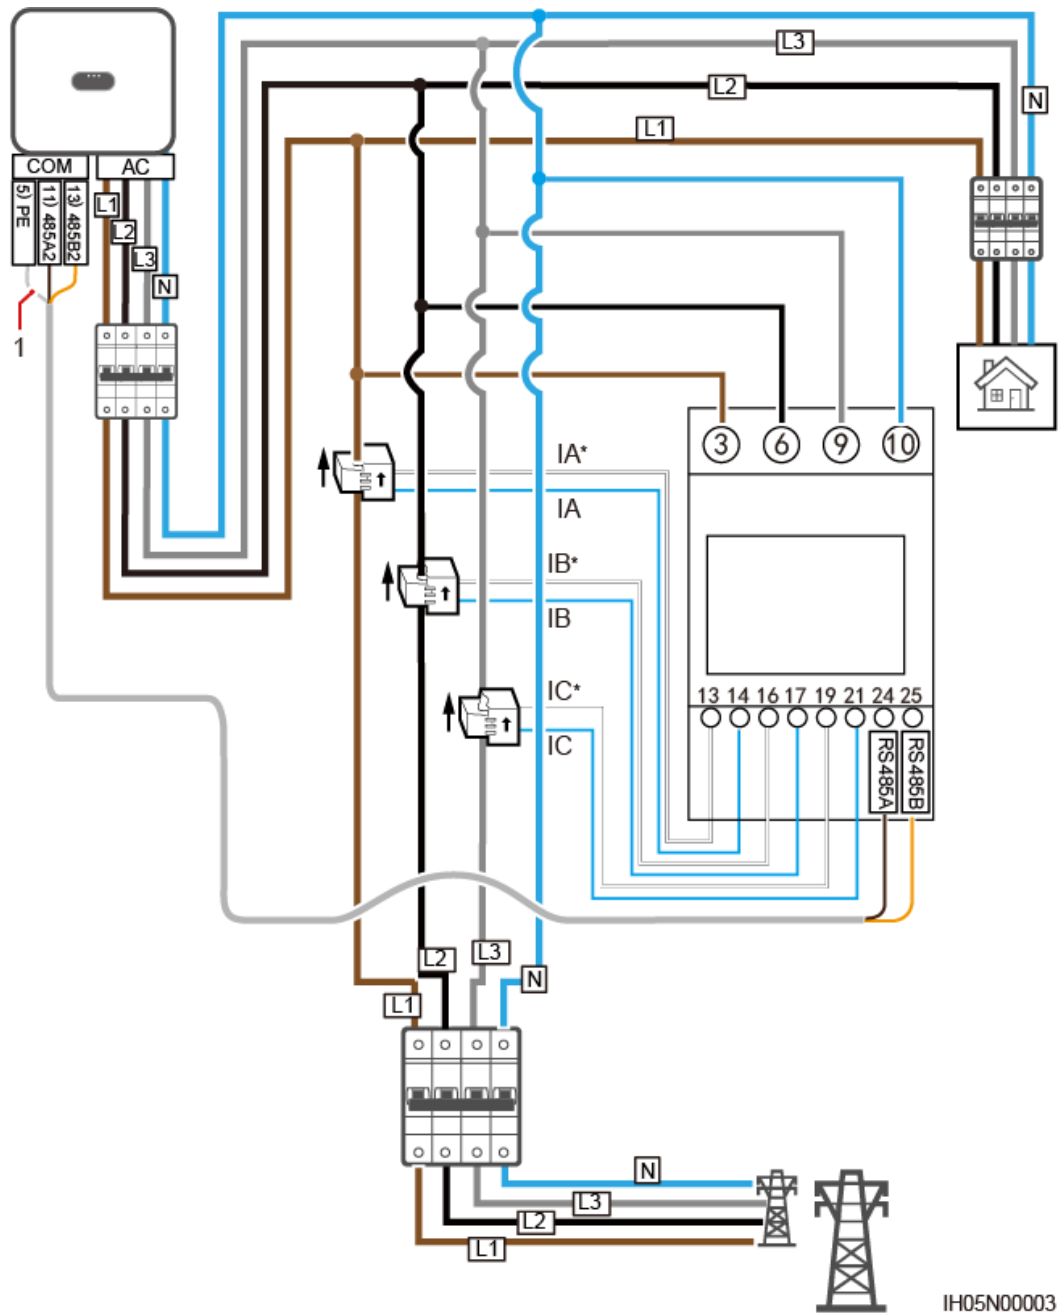 L3
L2
N
L1
COM
AC
5) PE
11) 485A2
13) 485B2
L1
L2
L3
N
1
3
6
9
10
IA*
IA
IB*
IB
IC*
IC
13 14 16 17 19 21 24 25
RS485A
RS485B
L2
L3
N
L1
N
L3
L2
L1
IH05N00003